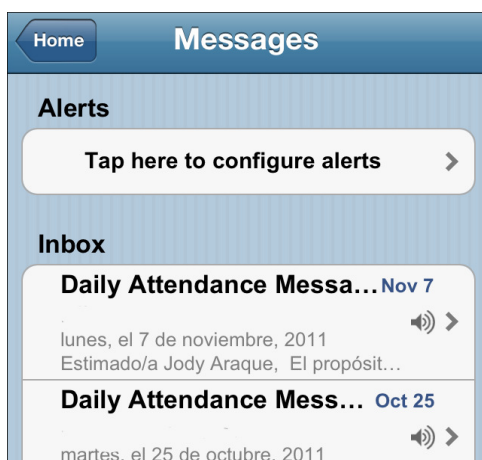 Home
Messages
Alerts
Tap here to configure alerts
Inbox
Daily Attendance Messa... Nov 7
lunes, el 7 de noviembre, 2011
Estimado/a Jody Araque, El propósit...
Daily Attendance Mess... Oct 25
martes, el 25 de octubre, 2011